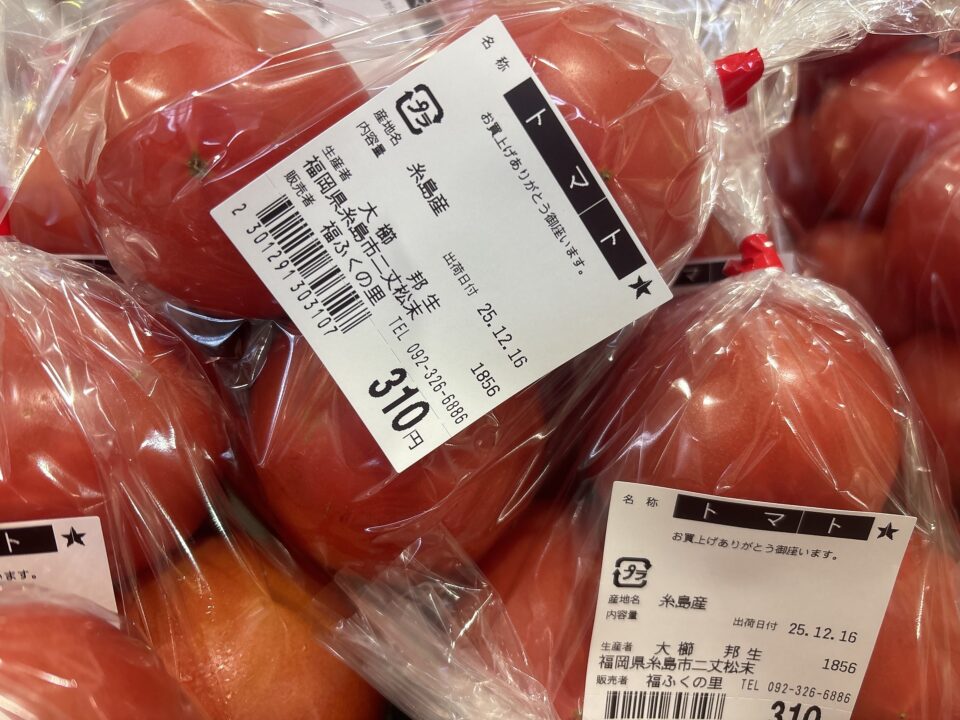 名称 トマト ★
お買上げありがとう御座います。
プラ
産地名 糸島産
内容量
出荷日付 25.12.16
生産者 大櫛 邦生 1856
福岡県糸島市二丈松末
販売者 福ふくの里 TEL 092-326-6886
2 301291 303107
310円
名称 トマト ★
お買上げありがとう御座います。
プラ
産地名 糸島産
内容量
出荷日付 25.12.16
生産者 大櫛 邦生 1856
福岡県糸島市二丈松末
販売者 福ふくの里 TEL 092-326-6886
310
ト ★
ます。